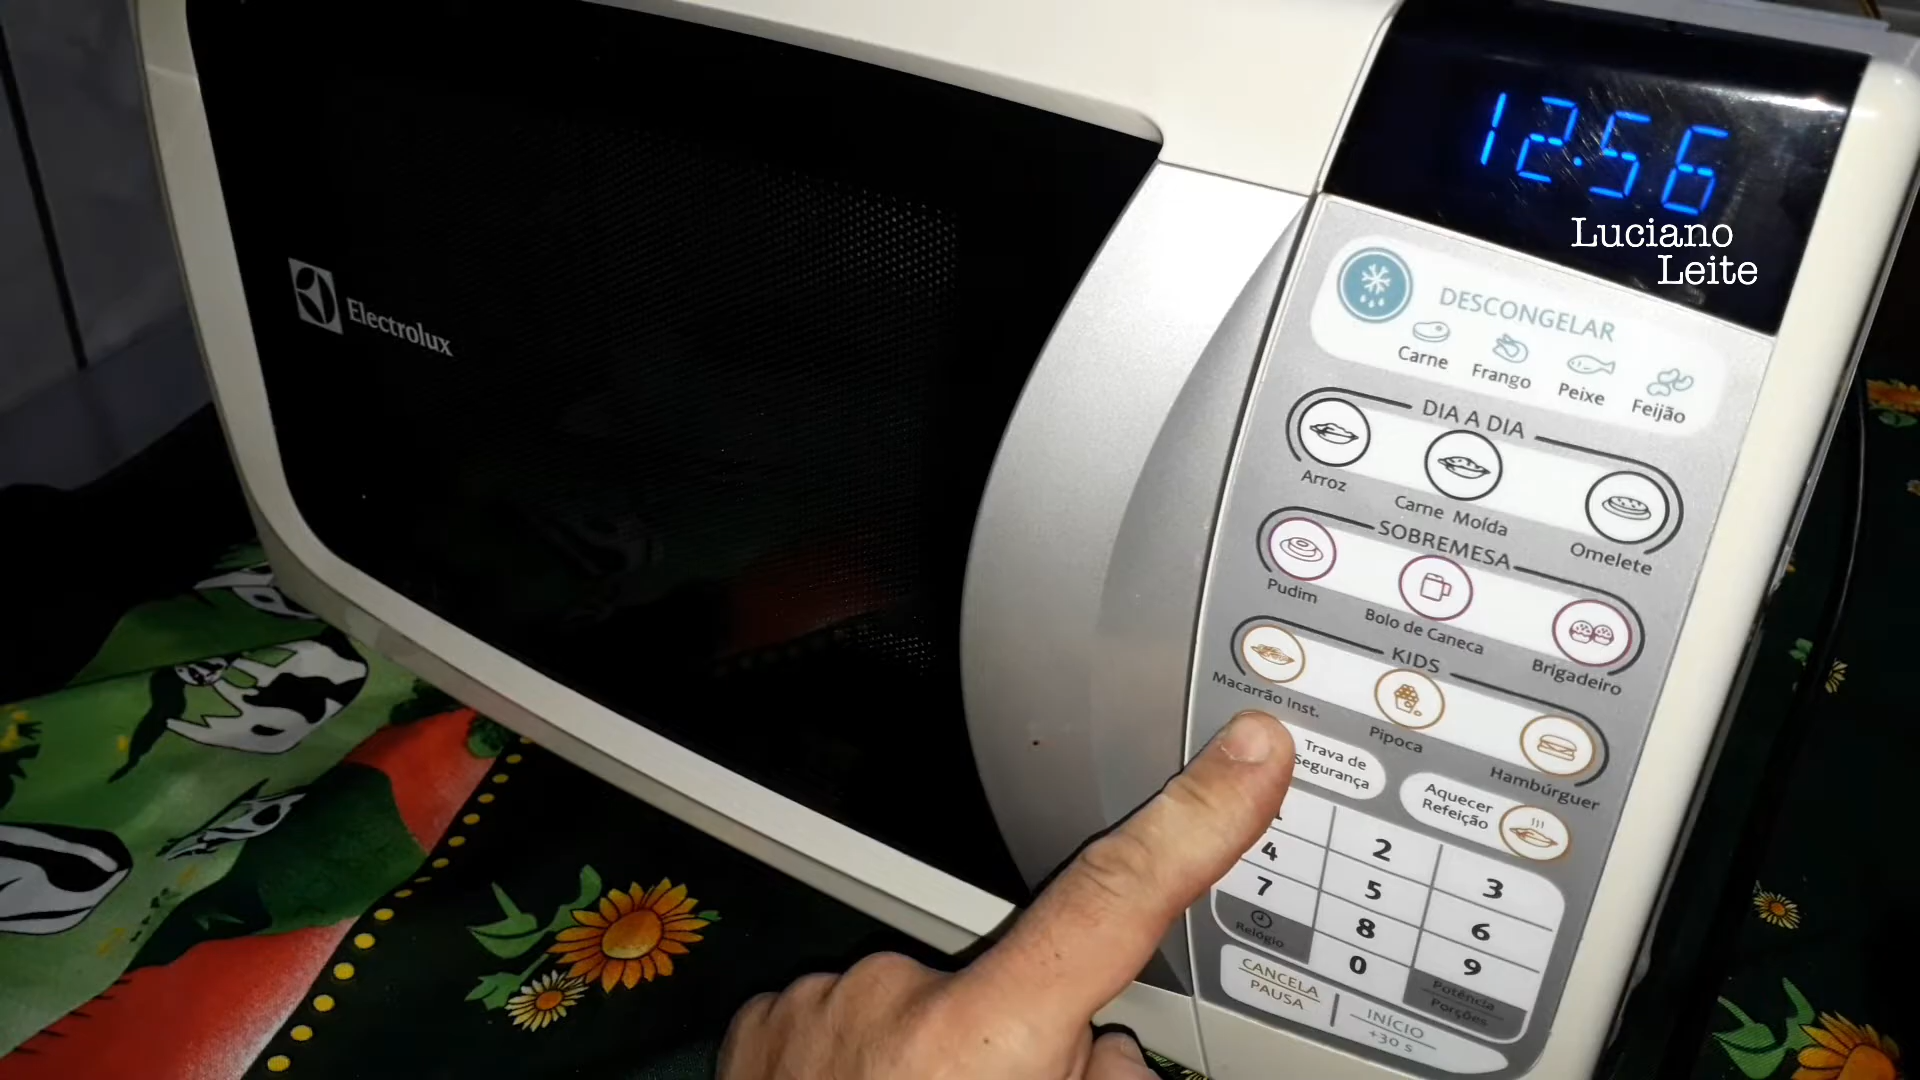 12:56
Luciano
Leite
Electrolux
DESCONGELAR
Carne Frango Peixe Feijão
DIA A DIA
Arroz Carne Moída Omelete
SOBREMESA
Pudim Bolo de Caneca Brigadeiro
KIDS
Macarrão Inst. Pipoca Hambúrguer
Trava de
Segurança
Aquecer
Refeição
1 2 3
4 5 6
7 8 9
Relógio 0 Potência
Porções
CANCELA
PAUSA
INÍCIO
+30 s